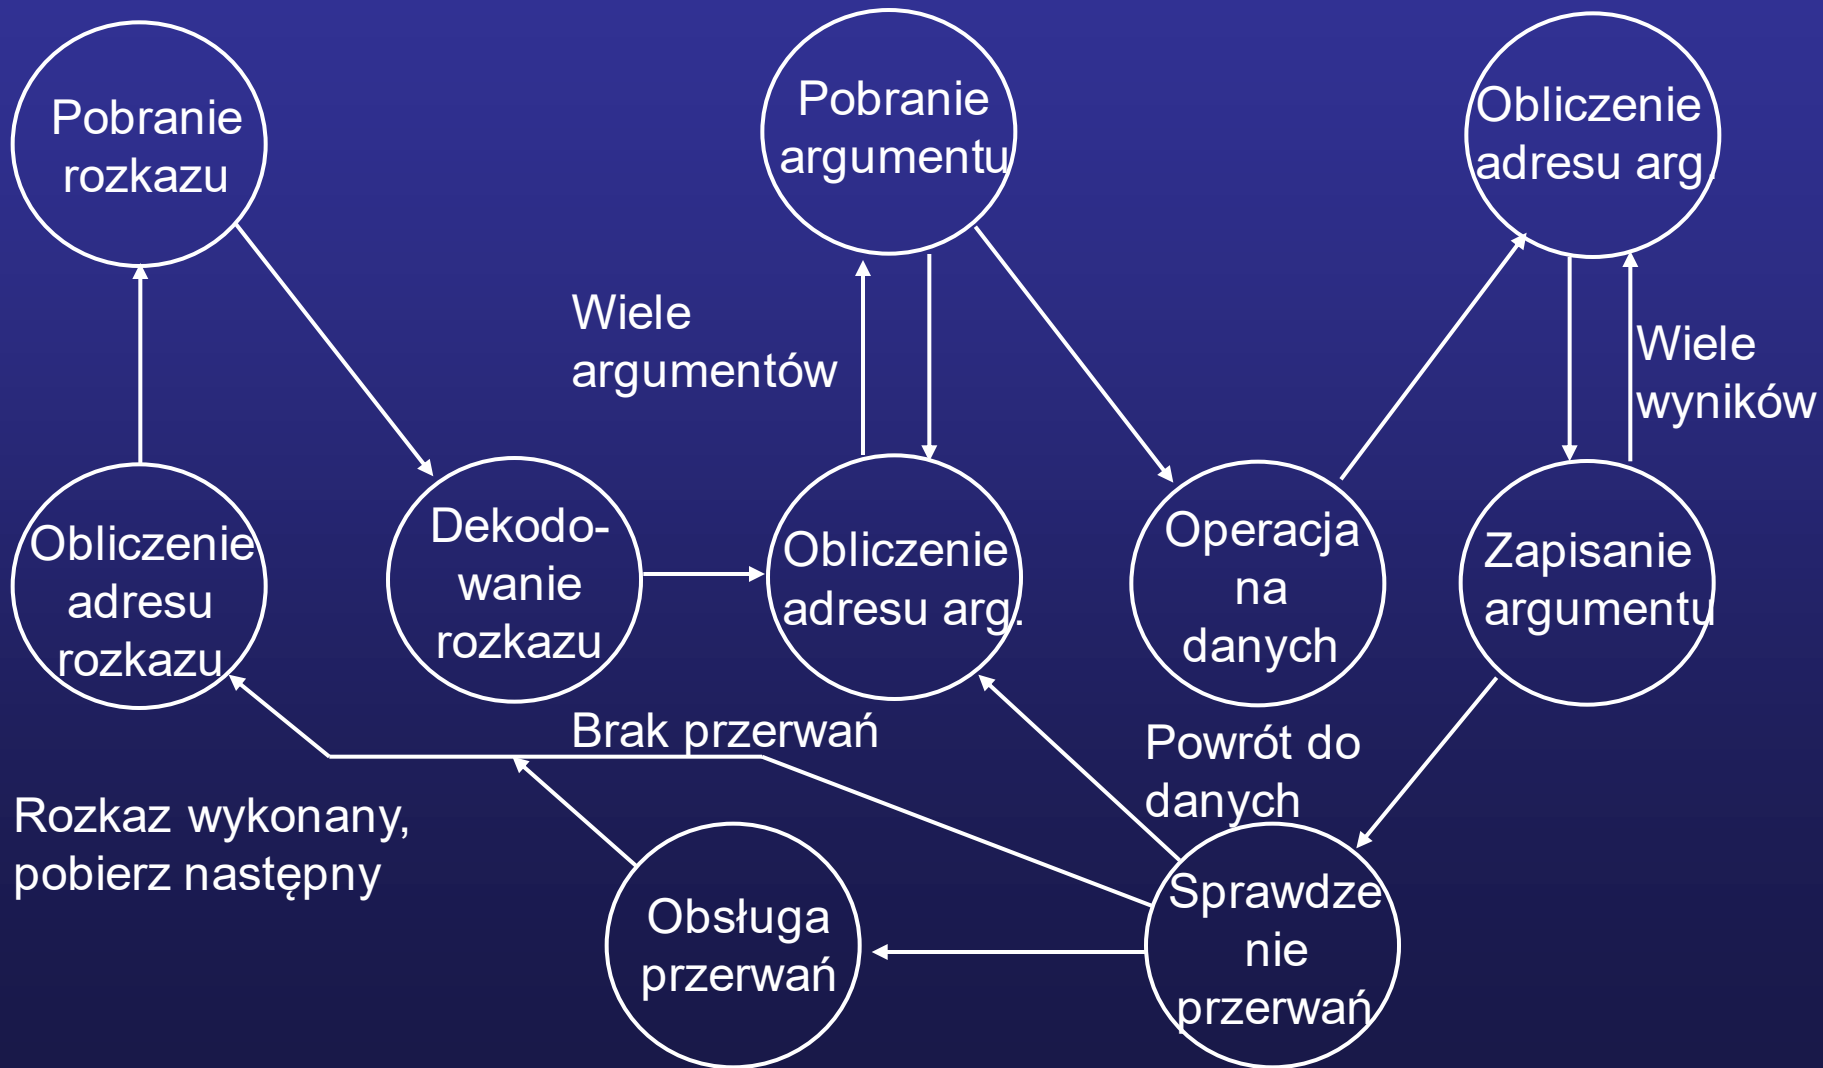 Pobranie
rozkazu
Pobranie
argumentu
Obliczenie
adresu arg.
Wiele
argumentów
Wiele
wyników
Obliczenie
adresu
rozkazu
Dekodo-
wanie
rozkazu
Obliczenie
adresu arg.
Operacja
na
danych
Zapisanie
argumentu
Brak przerwań
Powrót do
danych
Rozkaz wykonany,
pobierz następny
Obsługa
przerwań
Sprawdze
nie
przerwań